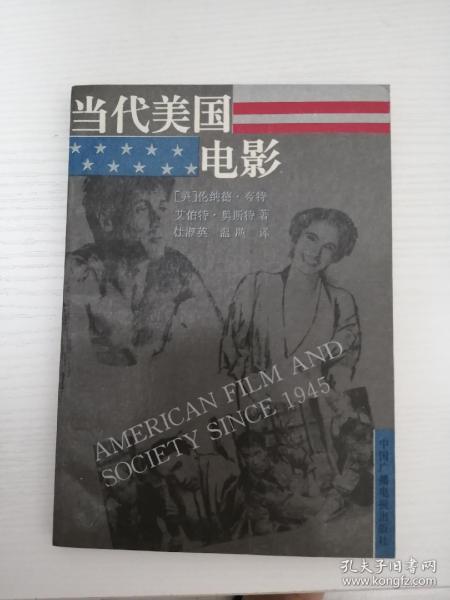 当代美国
电影
[美]伦纳德·夸特
艾伯特·奥斯特 著
杜淑英 温飚 译
AMERICAN FILM AND
SOCIETY SINCE 1945
中国广播电视出版社
孔夫子旧书网
www.kongfz.com